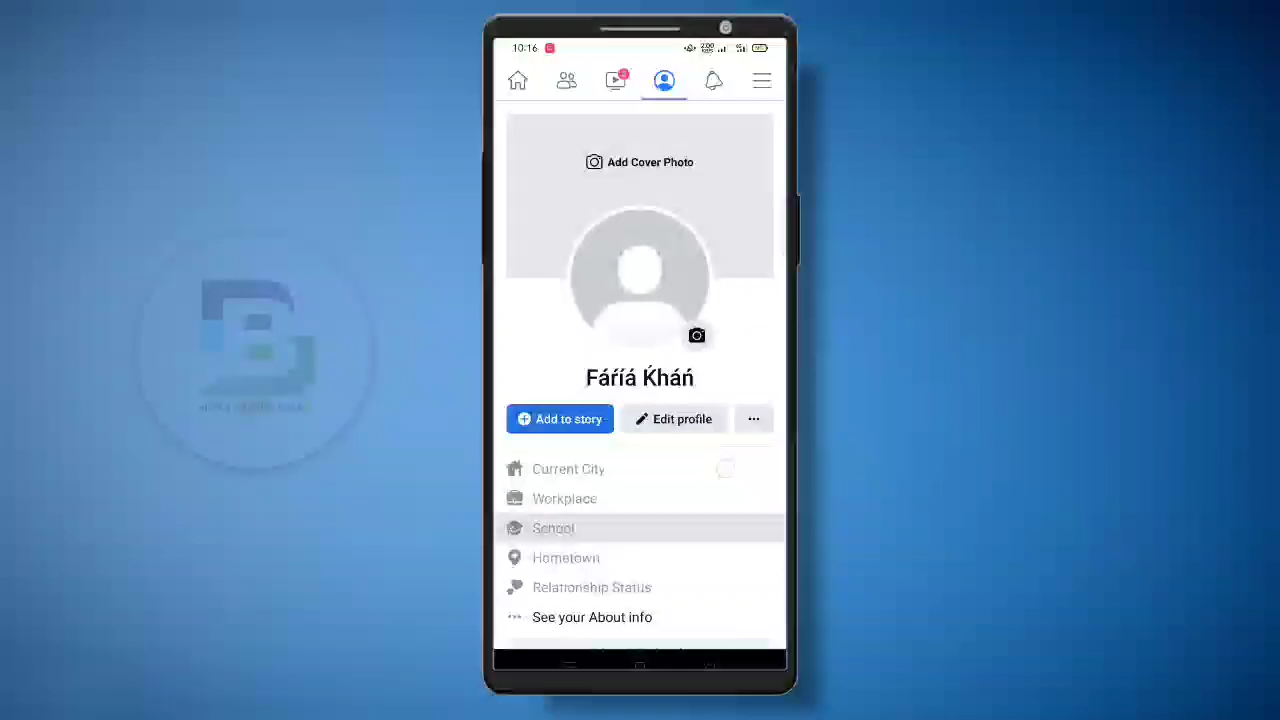 10:16
Add Cover Photo
Fáŕíá Ḱháń
Add to story
Edit profile
Current City
Workplace
School
Hometown
Relationship Status
See your About info